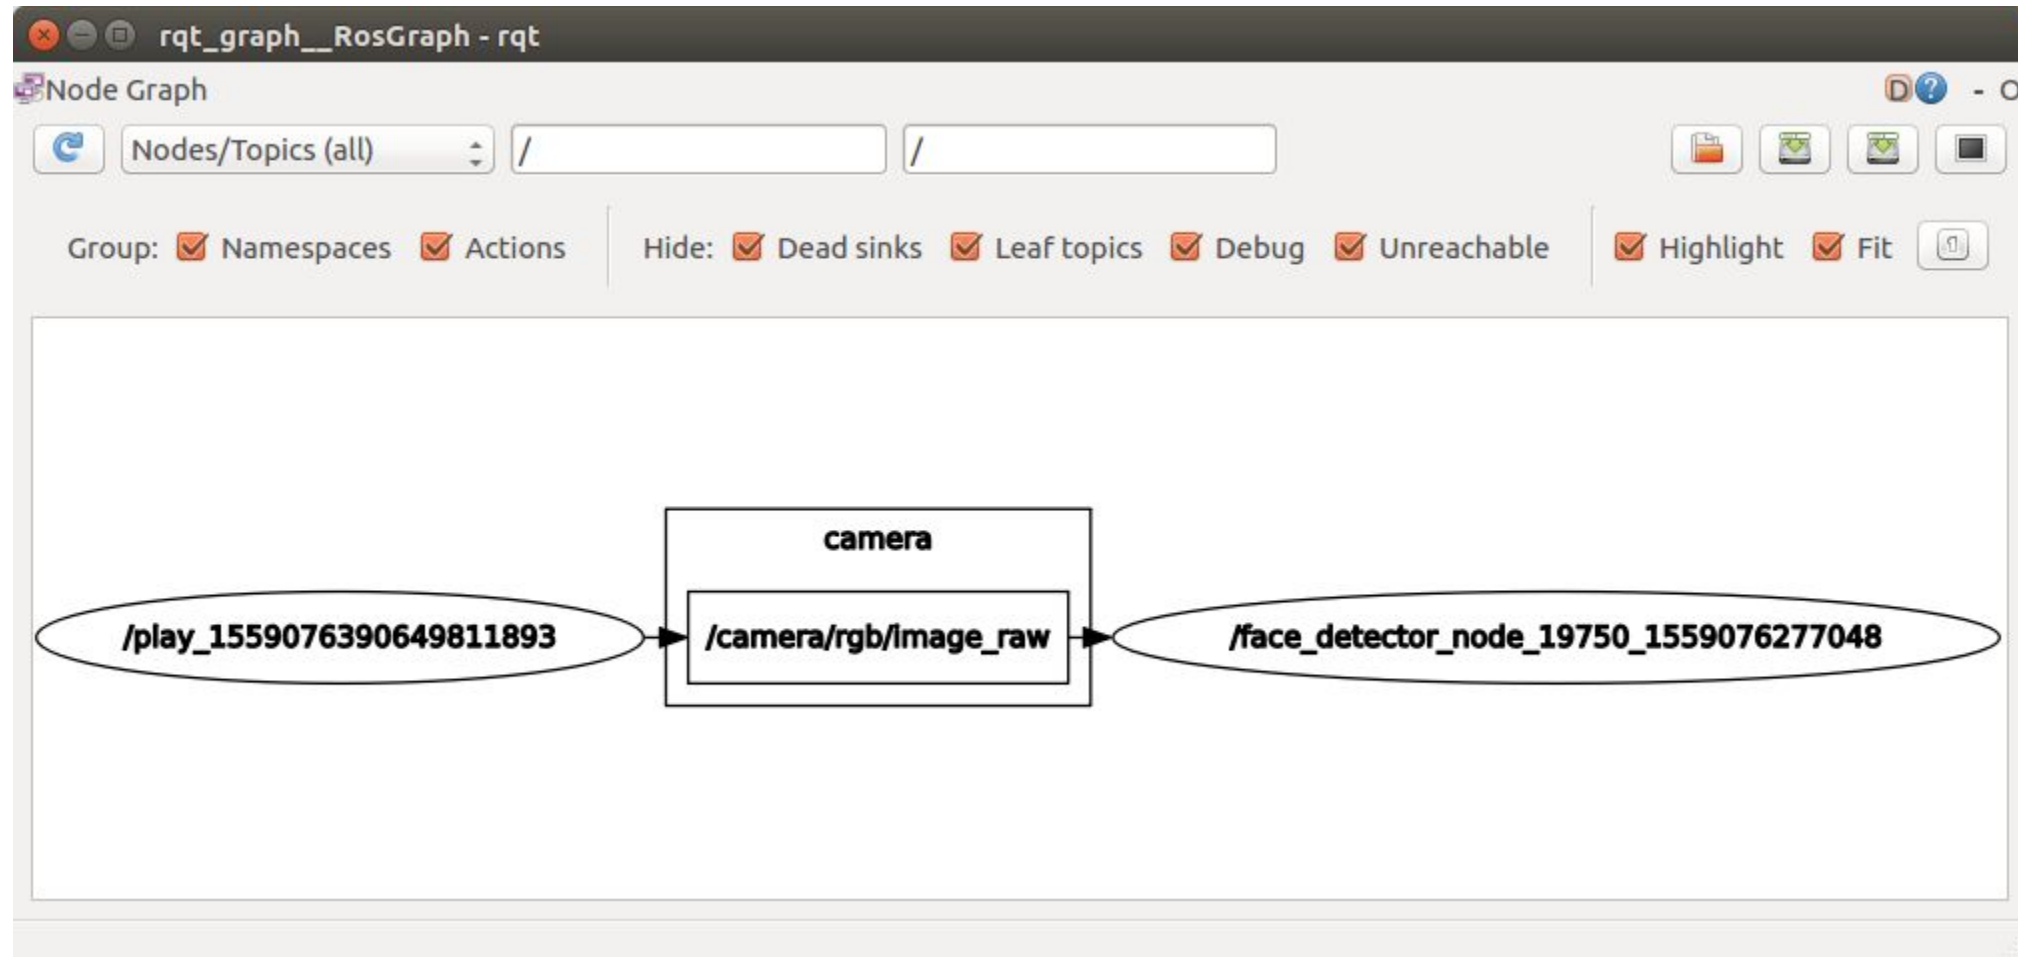 rqt_graph__RosGraph - rqt
Node Graph D ? - O
Nodes/Topics (all) / /
Group: Namespaces Actions Hide: Dead sinks Leaf topics Debug Unreachable Highlight Fit
camera
/play_1559076390649811893 /camera/rgb/image_raw /face_detector_node_19750_1559076277048